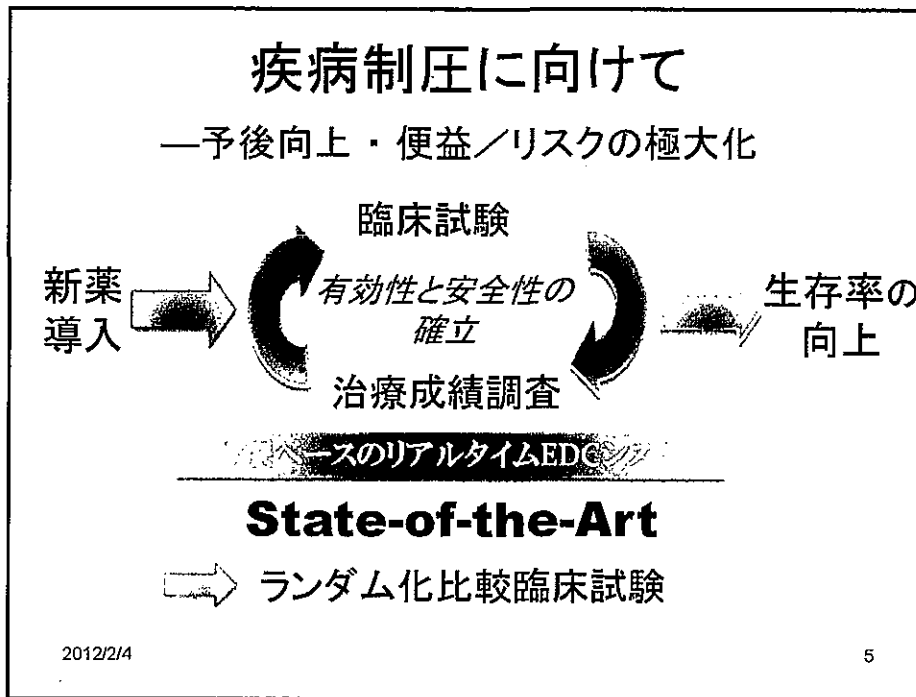 疾病制圧に向けて
―予後向上・便益／リスクの極大化
臨床試験
新薬
導入
有効性と安全性の
確立
生存率の
向上
治療成績調査
ベースのリアルタイムEDC
State-of-the-Art
ランダム化比較臨床試験
2012/2/4
5